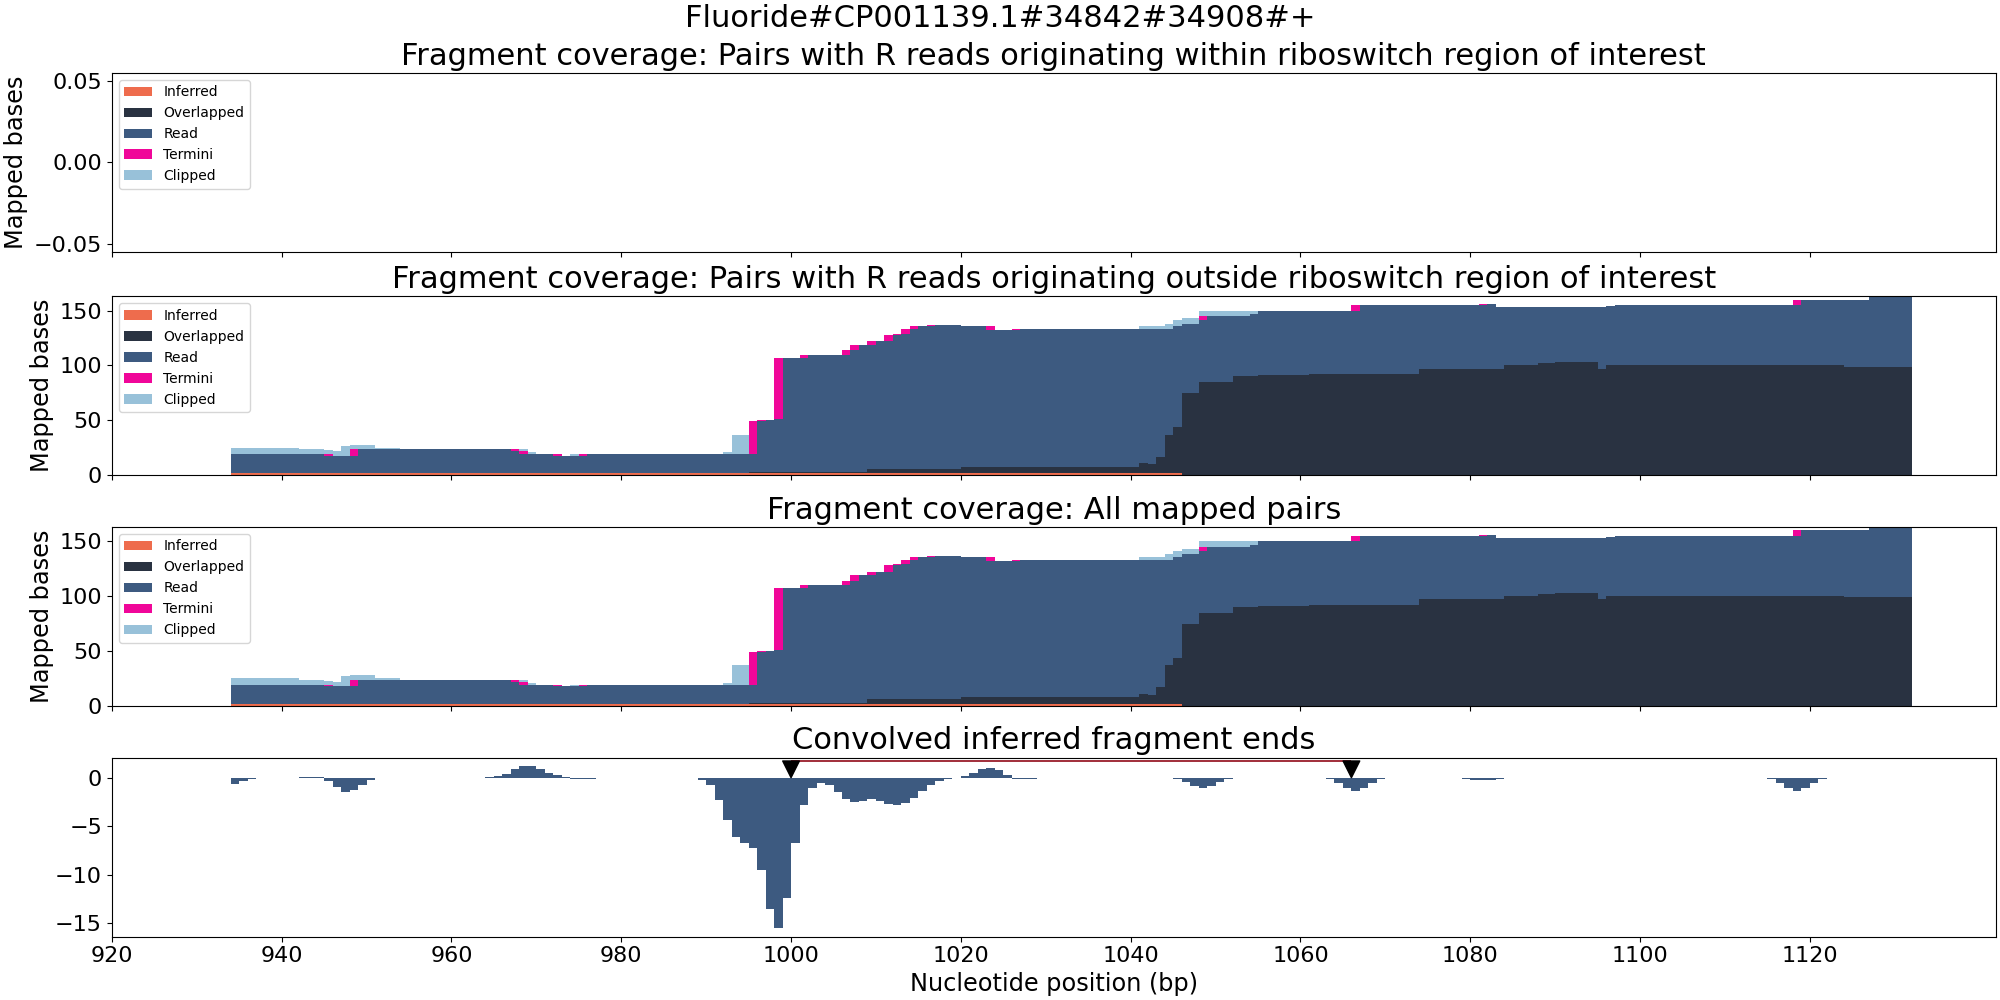 Fluoride#CP001139.1#34842#34908#+
Fragment coverage: Pairs with R reads originating within riboswitch region of interest
Mapped bases
0.05
0.00
−0.05
Inferred
Overlapped
Read
Termini
Clipped
Fragment coverage: Pairs with R reads originating outside riboswitch region of interest
Mapped bases
150
100
50
0
Inferred
Overlapped
Read
Termini
Clipped
Fragment coverage: All mapped pairs
Mapped bases
150
100
50
0
Inferred
Overlapped
Read
Termini
Clipped
Convolved inferred fragment ends
0
−5
−10
−15
920 940 960 980 1000 1020 1040 1060 1080 1100 1120
Nucleotide position (bp)